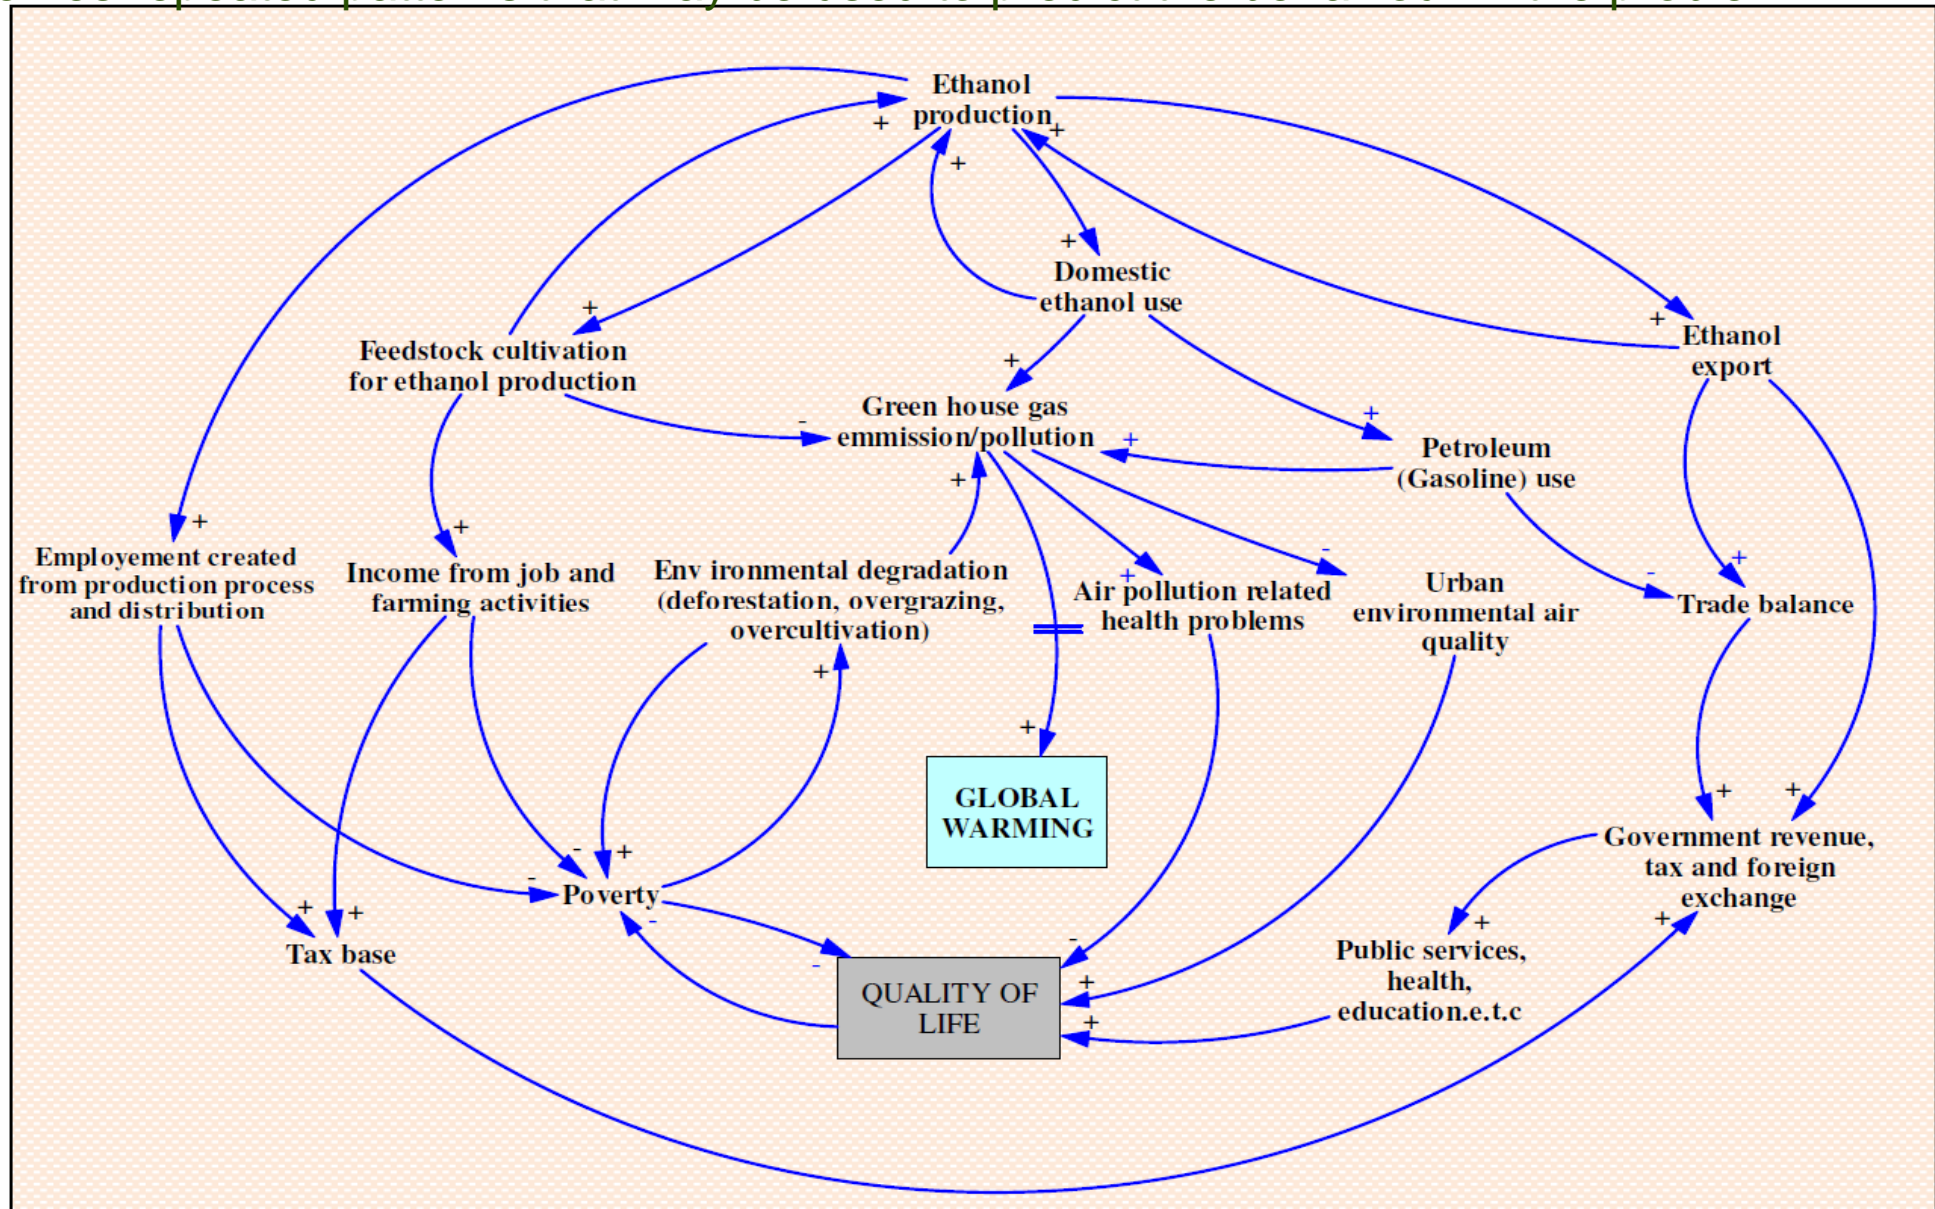 Ethanol
production
+
+
+
+
+
Domestic
ethanol use
+
+
Ethanol
export
Feedstock cultivation
for ethanol production
+
Green house gas
emmission/pollution
-
+
+
Petroleum
(Gasoline) use
+
+
+
Employement created
from production process
and distribution
Income from job and
farming activities
Env ironmental degradation
(deforestation, overgrazing,
overcultivation)
+
Air pollution related
health problems
-
Urban
environmental air
quality
-
+
Trade balance
+
+
GLOBAL
WARMING
+
+
Government revenue,
tax and foreign
exchange
-
+
-
Poverty
+
+
Tax base
-
-
QUALITY OF
LIFE
-
+
+
+
+
Public services,
health,
education.e.t.c